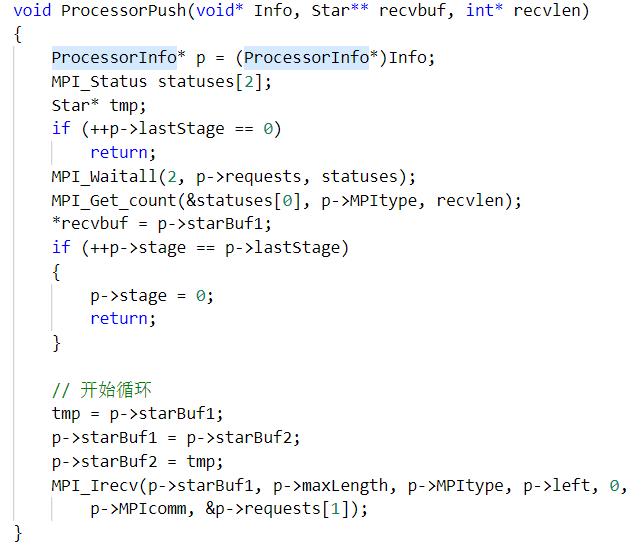 void ProcessorPush(void* Info, Star** recvbuf, int* recvlen)
{
    ProcessorInfo* p = (ProcessorInfo*)Info;
    MPI_Status statuses[2];
    Star* tmp;
    if (++p->lastStage == 0)
        return;
    MPI_Waitall(2, p->requests, statuses);
    MPI_Get_count(&statuses[0], p->MPItype, recvlen);
    *recvbuf = p->starBuf1;
    if (++p->stage == p->lastStage)
    {
        p->stage = 0;
        return;
    }

    // 开始循环
    tmp = p->starBuf1;
    p->starBuf1 = p->starBuf2;
    p->starBuf2 = tmp;
    MPI_Irecv(p->starBuf1, p->maxLength, p->MPItype, p->left, 0,
        p->MPIcomm, &p->requests[1]);
}